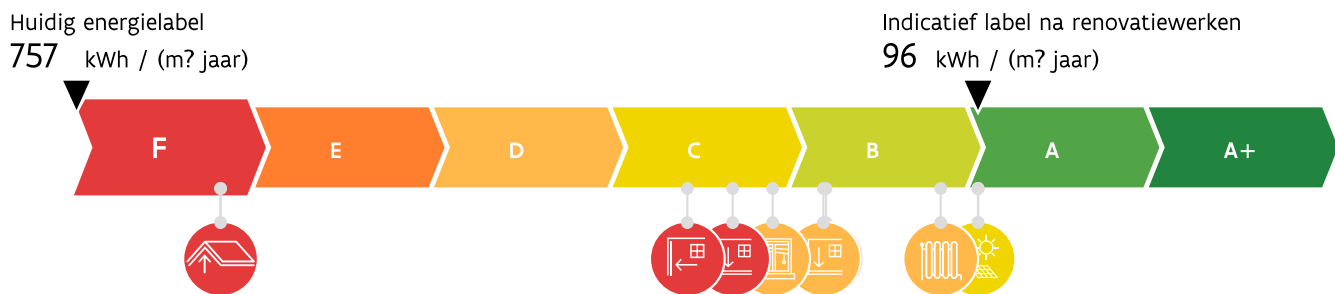 Huidig energielabel
757 kWh / (m? jaar)
Indicatief label na renovatiewerken
96 kWh / (m? jaar)
F E D C B A A+